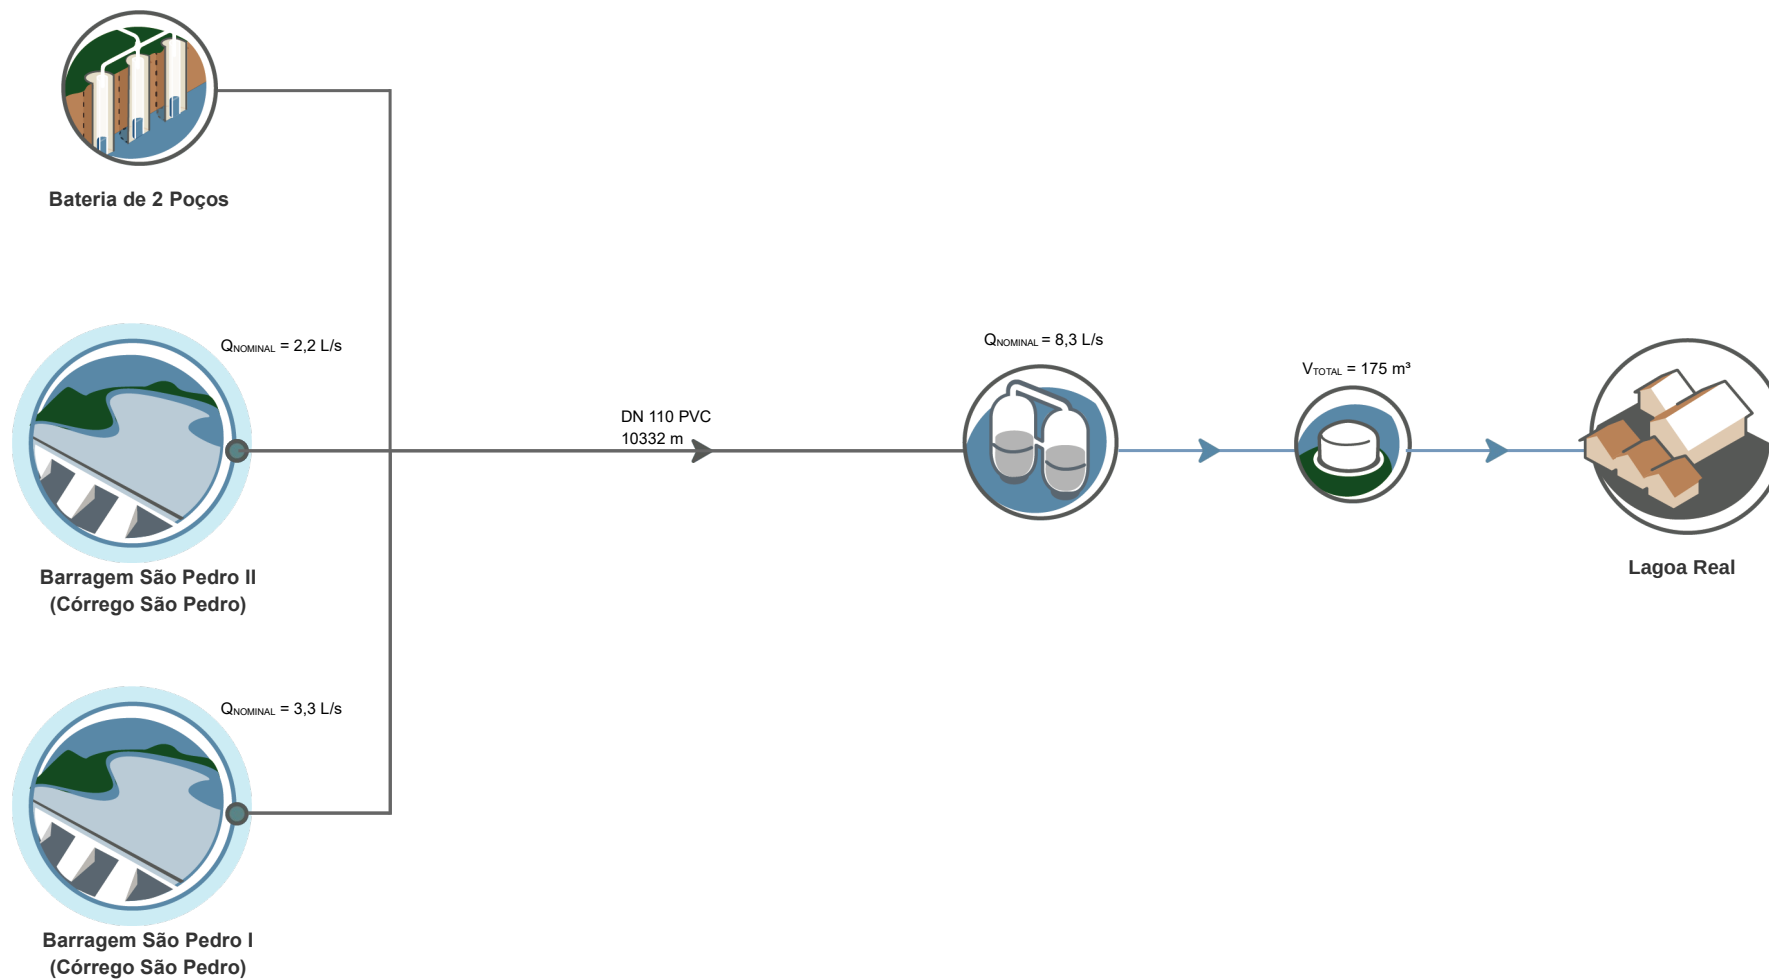 Bateria de 2 Poços
QNOMINAL = 2,2 L/s
Barragem São Pedro II
(Córrego São Pedro)
QNOMINAL = 3,3 L/s
Barragem São Pedro I
(Córrego São Pedro)
DN 110 PVC
10332 m
QNOMINAL = 8,3 L/s
VTOTAL = 175 m³
Lagoa Real